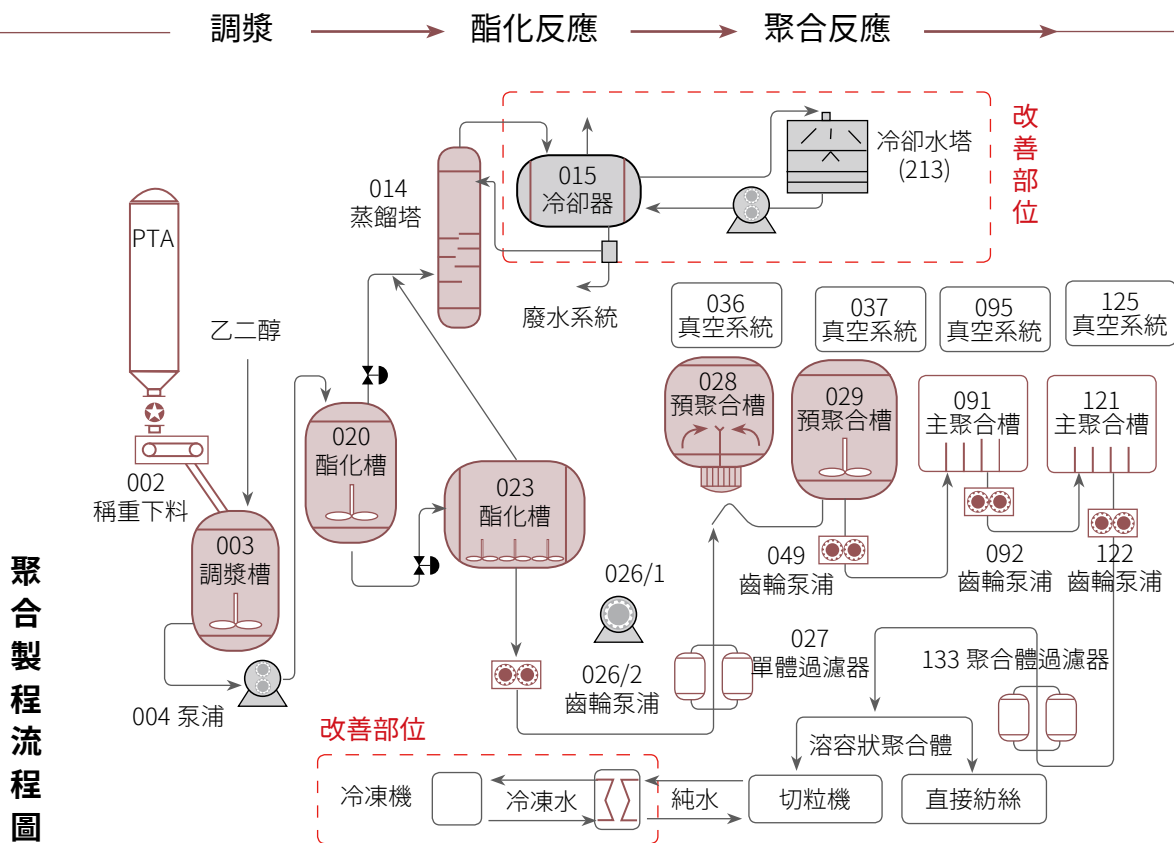 調漿
酯化反應
聚合反應
改善部位
冷卻水塔
(213)
015
冷卻器
014
蒸餾塔
PTA
廢水系統
乙二醇
036
真空系統
037
真空系統
095
真空系統
125
真空系統
028
預聚合槽
029
預聚合槽
091
主聚合槽
121
主聚合槽
020
酯化槽
023
酯化槽
002
稱重下料
003
調漿槽
004 泵浦
049
齒輪泵浦
092
齒輪泵浦
122
齒輪泵浦
026/1
026/2
齒輪泵浦
027
單體過濾器
133 聚合體過濾器
溶容狀聚合體
切粒機
直接紡絲
改善部位
冷凍機
冷凍水
純水
聚合製程流程圖